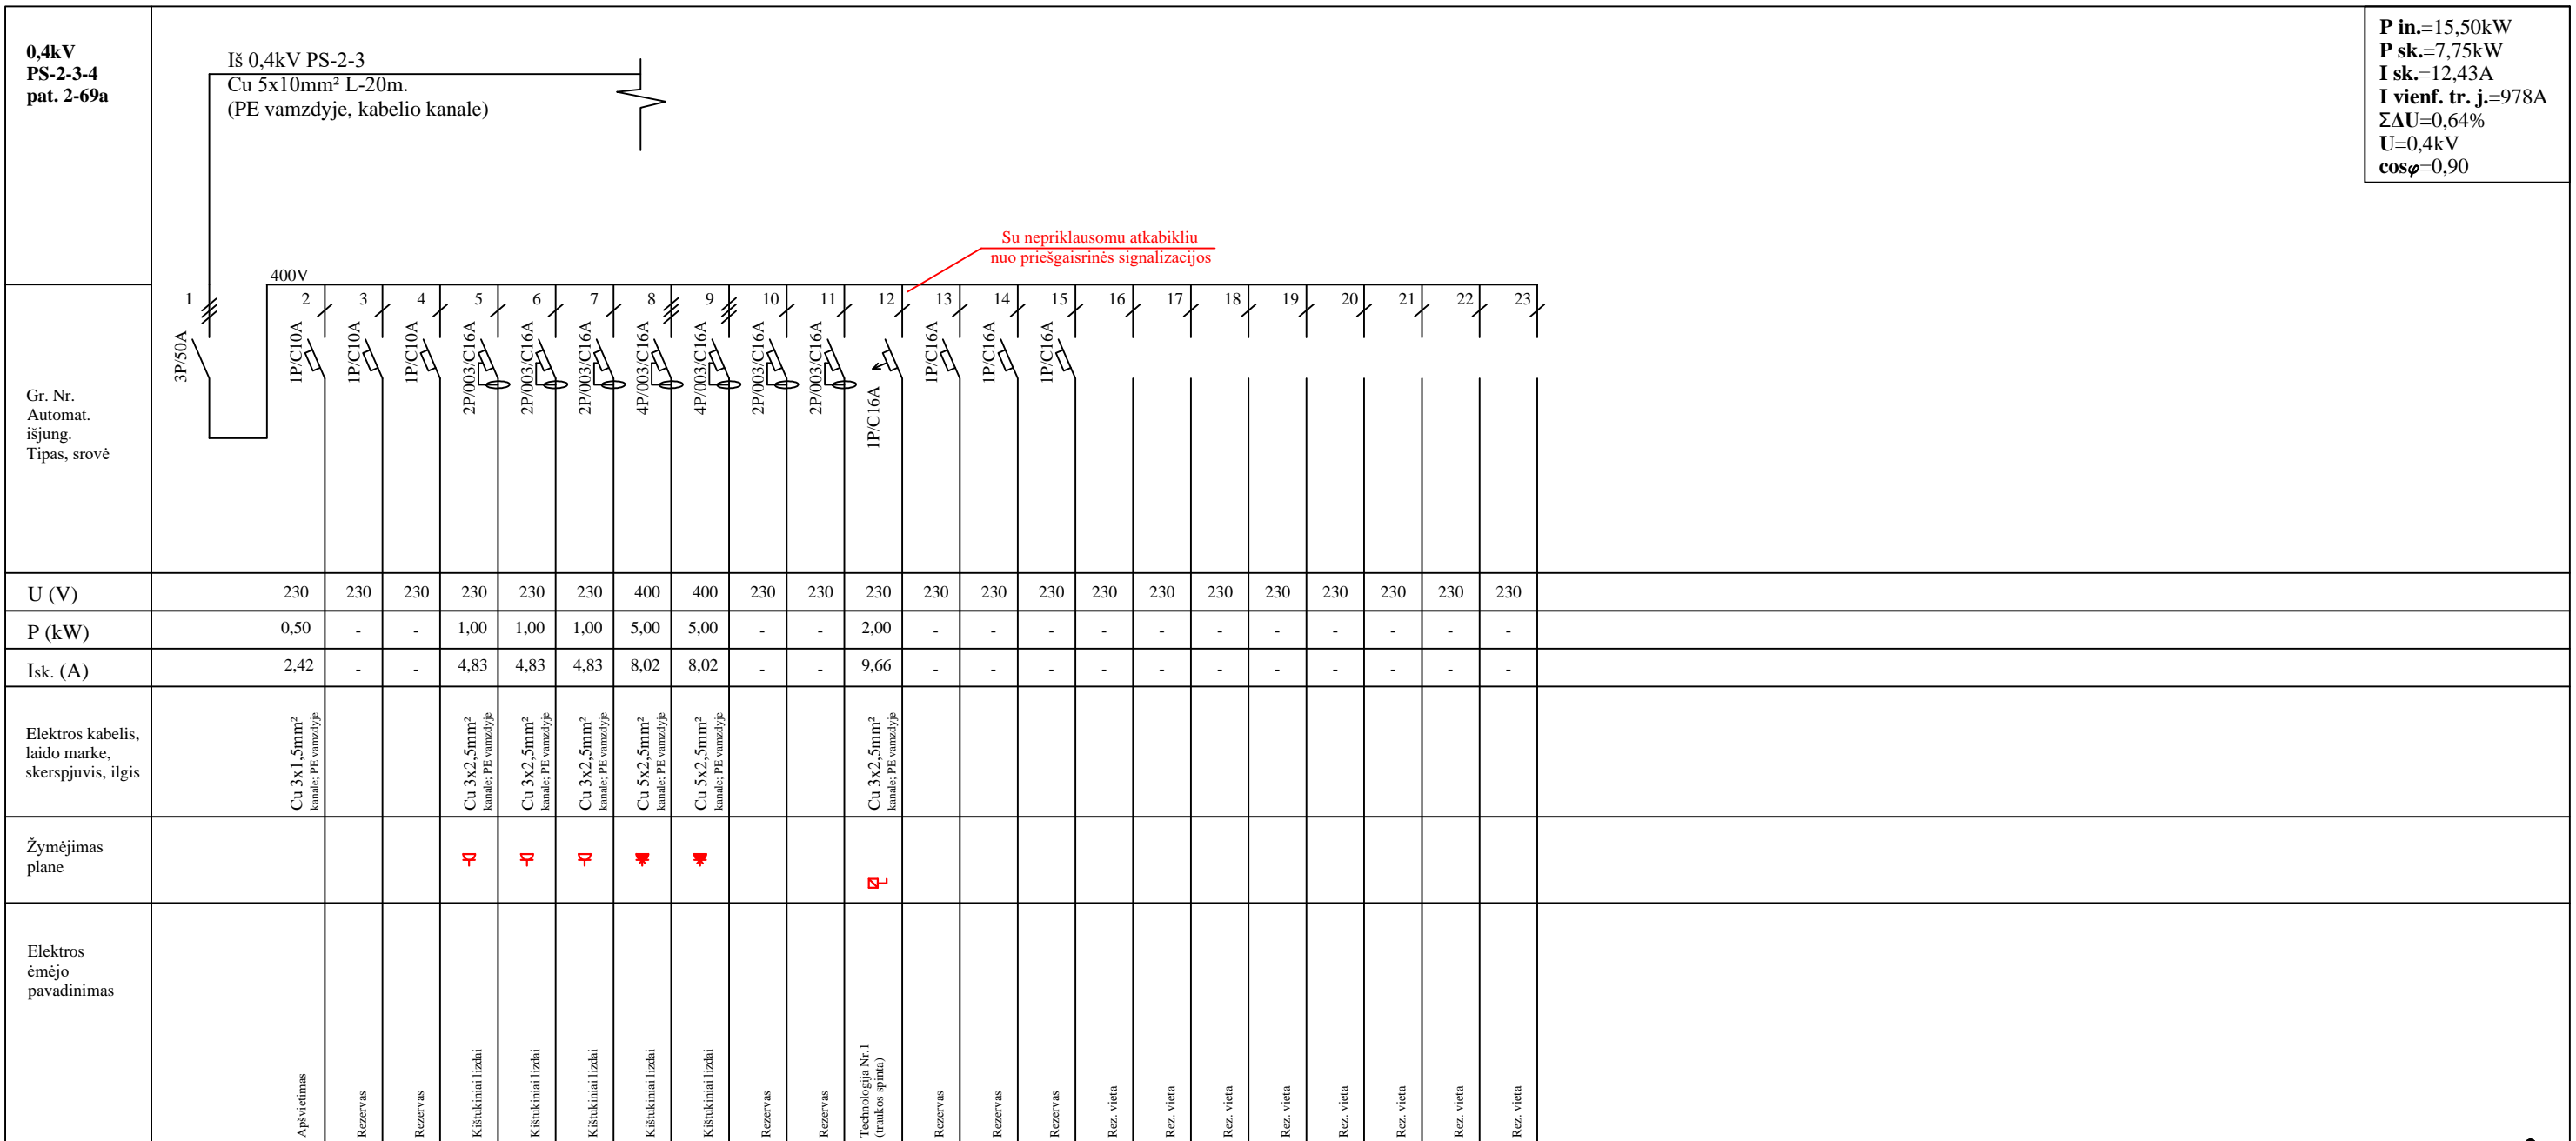 0,4kV
PS-2-3-4
pat. 2-69a
Iš 0,4kV PS-2-3
Cu 5x10mm² L-20m.
(PE vamzdyje, kabelio kanale)
P in.=15,50kW
P sk.=7,75kW
I sk.=12,43A
I vienf. tr. j.=978A
ΣΔU=0,64%
U=0,4kV
cosφ=0,90
Su nepriklausomu atkabikliu
nuo priešgaisrinės signalizacijos
400V
1 2 3 4 5 6 7 8 9 10 11 12 13 14 15 16 17 18 19 20 21 22 23
Gr. Nr.
Automat.
išjung.
Tipas, srovė
3P/50A
1P/C10A
1P/C10A
1P/C10A
2P/003/C16A
2P/003/C16A
2P/003/C16A
4P/003/C16A
4P/003/C16A
2P/003/C16A
2P/003/C16A
1P/C16A
1P/C16A
1P/C16A
1P/C16A
U (V) 230 230 230 230 230 230 400 400 230 230 230 230 230 230 230 230 230 230 230 230 230 230
P (kW) 0,50 - - 1,00 1,00 1,00 5,00 5,00 - - 2,00 - - - - - - - - - - -
Isk. (A) 2,42 - - 4,83 4,83 4,83 8,02 8,02 - - 9,66 - - - - - - - - - - -
Elektros kabelis,
laido marke,
skerspjuvis, ilgis
Cu 3x1,5mm²
kanale; PE vamzdyje
Cu 3x2,5mm²
kanale; PE vamzdyje
Cu 3x2,5mm²
kanale; PE vamzdyje
Cu 3x2,5mm²
kanale; PE vamzdyje
Cu 5x2,5mm²
kanale; PE vamzdyje
Cu 5x2,5mm²
kanale; PE vamzdyje
Cu 3x2,5mm²
kanale; PE vamzdyje
Žymėjimas
plane
Elektros
ėmėjo
pavadinimas
Apšvietimas
Rezervas
Rezervas
Kištukiniai lizdai
Kištukiniai lizdai
Kištukiniai lizdai
Kištukiniai lizdai
Kištukiniai lizdai
Rezervas
Rezervas
Technologija Nr.1
(traukos spinta)
Rezervas
Rezervas
Rezervas
Rez. vieta
Rez. vieta
Rez. vieta
Rez. vieta
Rez. vieta
Rez. vieta
Rez. vieta
Rez. vieta